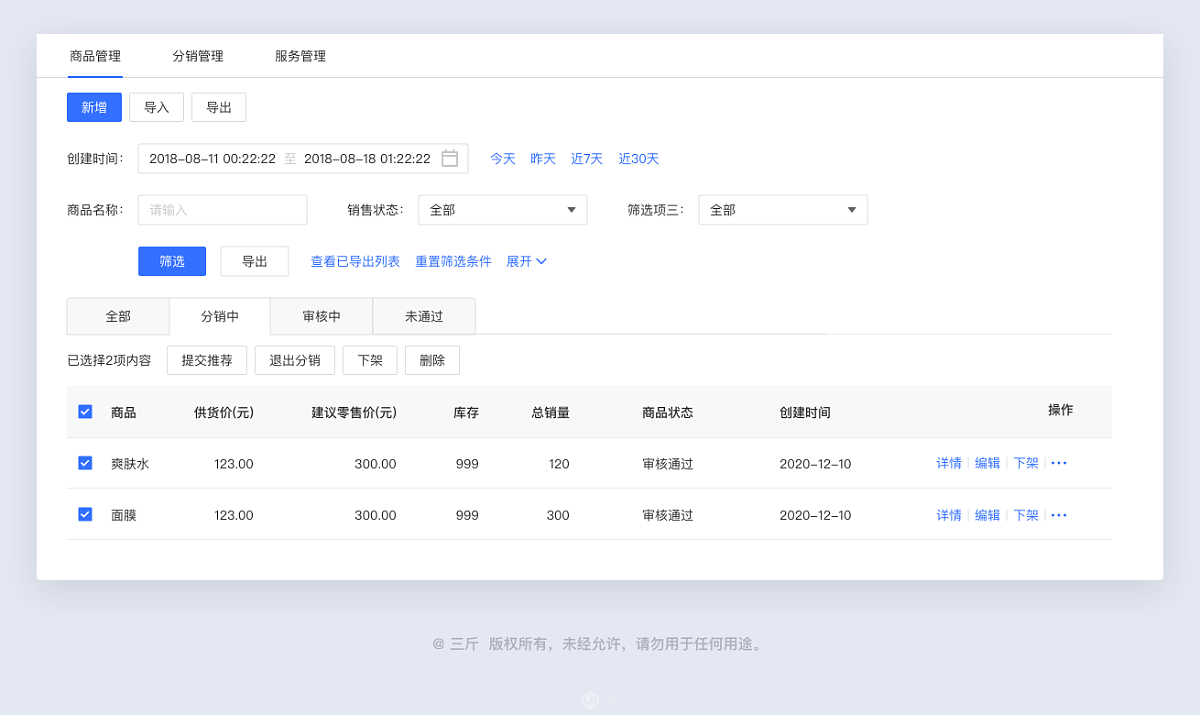 商品管理 分销管理 服务管理
新增 导入 导出
创建时间： 2018-08-11 00:22:22 至 2018-08-18 01:22:22 今天 昨天 近7天 近30天
商品名称： 请输入 销售状态： 全部 筛选项三： 全部
筛选 导出 查看已导出列表 重置筛选条件 展开
全部 分销中 审核中 未通过
已选择2项内容 提交推荐 退出分销 下架 删除
商品 供货价(元) 建议零售价(元) 库存 总销量 商品状态 创建时间 操作
爽肤水 123.00 300.00 999 120 审核通过 2020-12-10 详情 编辑 下架 ···
面膜 123.00 300.00 999 300 审核通过 2020-12-10 详情 编辑 下架 ···
@ 三斤 版权所有，未经允许，请勿用于任何用途。